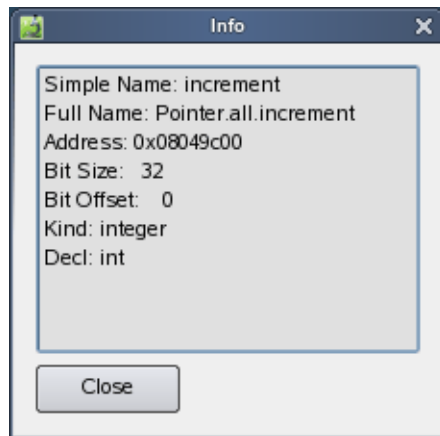 Info
Simple Name: increment
Full Name: Pointer.all.increment
Address: 0x08049c00
Bit Size:   32
Bit Offset:    0
Kind: integer
Decl: int
Close